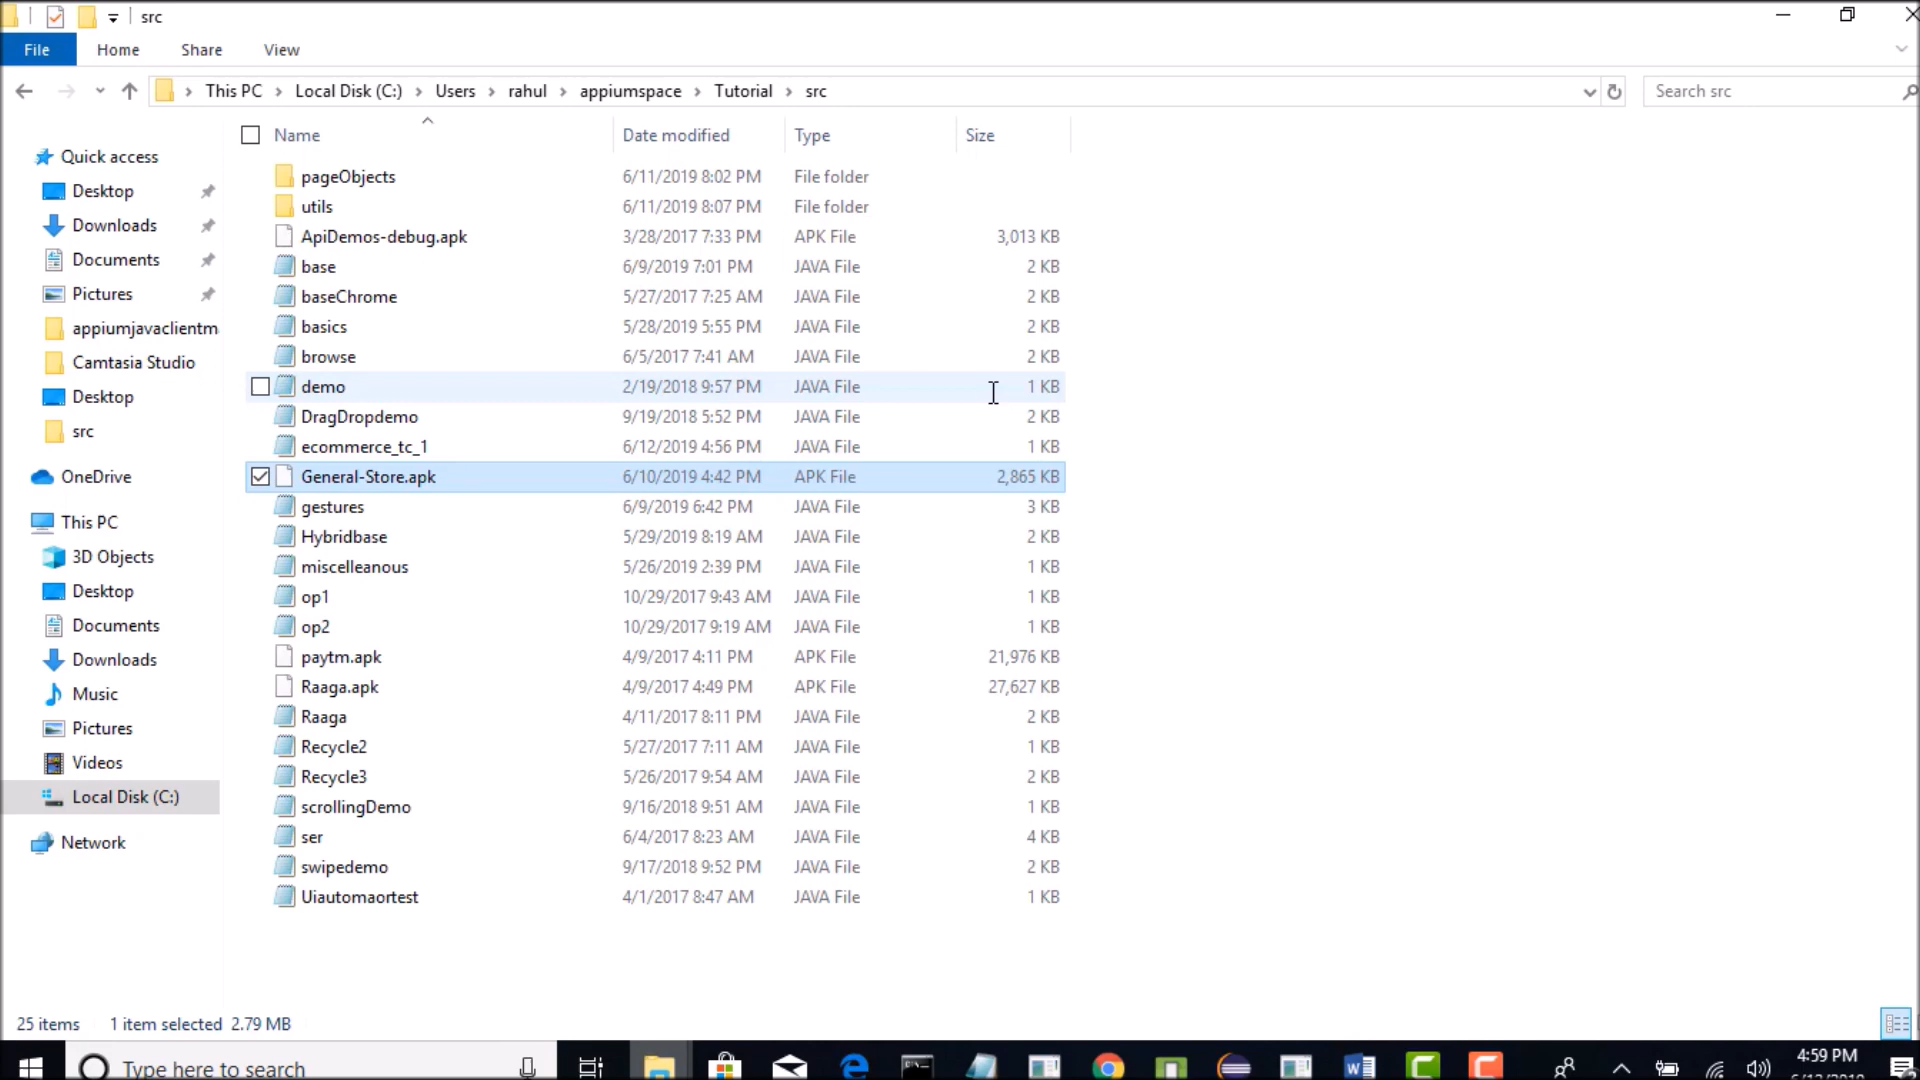 src
File Home Share View
This PC Local Disk (C:) Users rahul appiumspace Tutorial src Search src
Name Date modified Type Size
Quick access
Desktop
Downloads
Documents
Pictures
appiumjavaclientm
Camtasia Studio
Desktop
src
OneDrive
This PC
3D Objects
Desktop
Documents
Downloads
Music
Pictures
Videos
Local Disk (C:)
Network
pageObjects 6/11/2019 8:02 PM File folder
utils 6/11/2019 8:07 PM File folder
ApiDemos-debug.apk 3/28/2017 7:33 PM APK File 3,013 KB
base 6/9/2019 7:01 PM JAVA File 2 KB
baseChrome 5/27/2017 7:25 AM JAVA File 2 KB
basics 5/28/2019 5:55 PM JAVA File 2 KB
browse 6/5/2017 7:41 AM JAVA File 2 KB
demo 2/19/2018 9:57 PM JAVA File 1 KB
DragDropdemo 9/19/2018 5:52 PM JAVA File 2 KB
ecommerce_tc_1 6/12/2019 4:56 PM JAVA File 1 KB
General-Store.apk 6/10/2019 4:42 PM APK File 2,865 KB
gestures 6/9/2019 6:42 PM JAVA File 3 KB
Hybridbase 5/29/2019 8:19 AM JAVA File 2 KB
miscelleanous 5/26/2019 2:39 PM JAVA File 1 KB
op1 10/29/2017 9:43 AM JAVA File 1 KB
op2 10/29/2017 9:19 AM JAVA File 1 KB
paytm.apk 4/9/2017 4:11 PM APK File 21,976 KB
Raaga.apk 4/9/2017 4:49 PM APK File 27,627 KB
Raaga 4/11/2017 8:11 PM JAVA File 2 KB
Recycle2 5/27/2017 7:11 AM JAVA File 1 KB
Recycle3 5/26/2017 9:54 AM JAVA File 2 KB
scrollingDemo 9/16/2018 9:51 AM JAVA File 1 KB
ser 6/4/2017 8:23 AM JAVA File 4 KB
swipedemo 9/17/2018 9:52 PM JAVA File 2 KB
Uiautomaortest 4/1/2017 8:47 AM JAVA File 1 KB
25 items 1 item selected 2.79 MB
Type here to search
4:59 PM